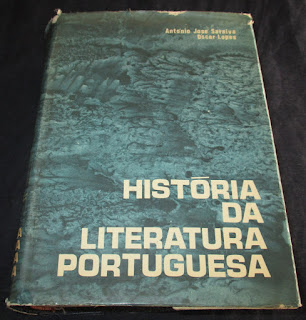 António José Saraiva
Óscar Lopes
HISTÓRIA
DA
LITERATURA
PORTUGUESA